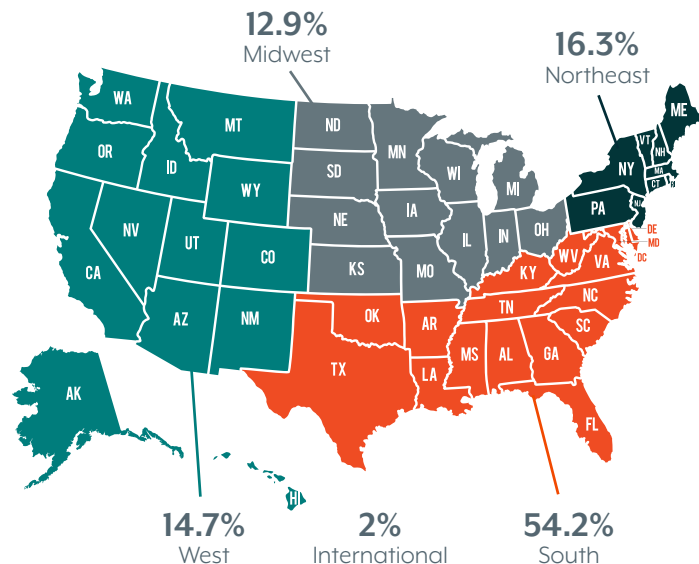 12.9%
Midwest
16.3%
Northeast
WA
OR
ID
MT
WY
NV
UT
CO
CA
AZ
NM
ND
SD
NE
KS
MN
IA
MO
WI
IL
MI
IN
OH
ME
VT
NH
NY
MA
CT
RI
NJ
PA
DE
MD
DC
WV
VA
KY
NC
TN
SC
OK
AR
TX
LA
MS
AL
GA
FL
AK
HI
14.7%
West
2%
International
54.2%
South